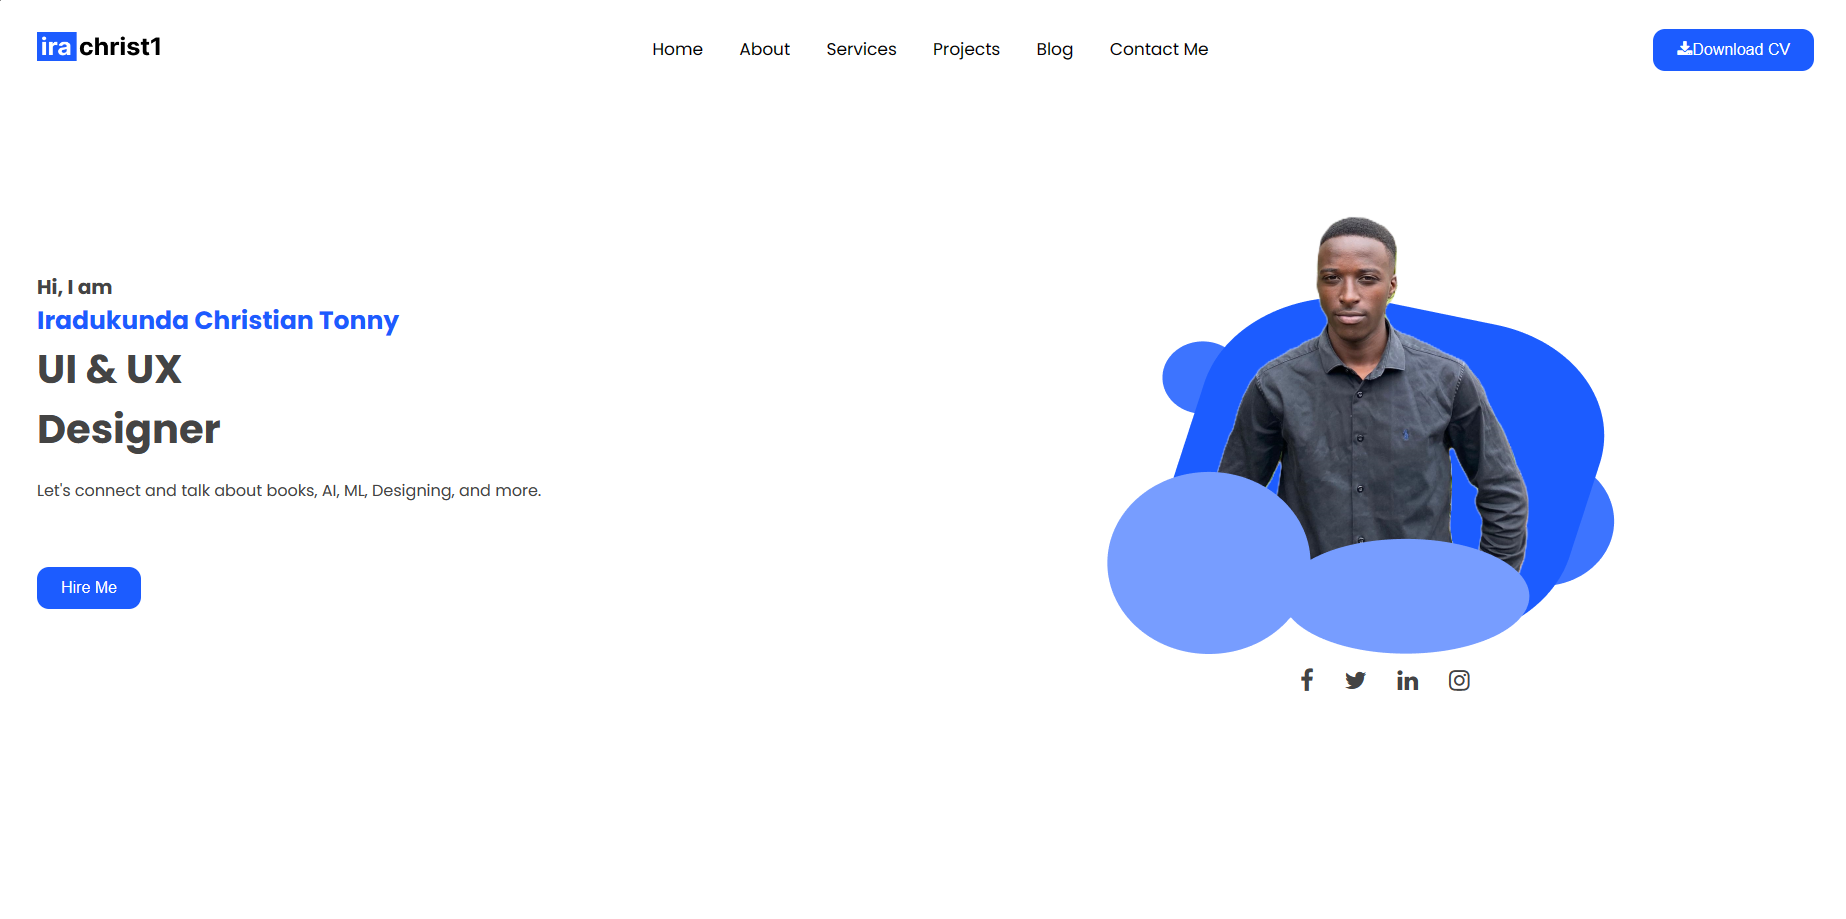 ira christ1
Home About Services Projects Blog Contact Me
Download CV
Hi, I am
Iradukunda Christian Tonny
UI & UX
Designer
Let's connect and talk about books, AI, ML, Designing, and more.
Hire Me